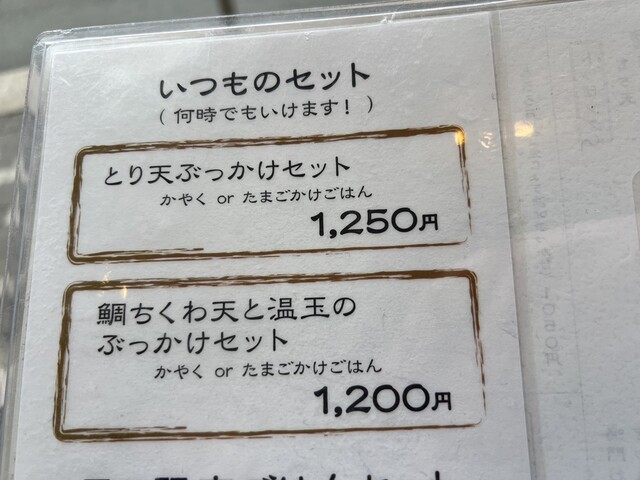 いつものセット
( 何時でもいけます! )
とり天ぶっかけセット
かやく or たまごかけごはん
1,250円
鯛ちくわ天と温玉の
ぶっかけセット
かやく or たまごかけごはん
1,200円